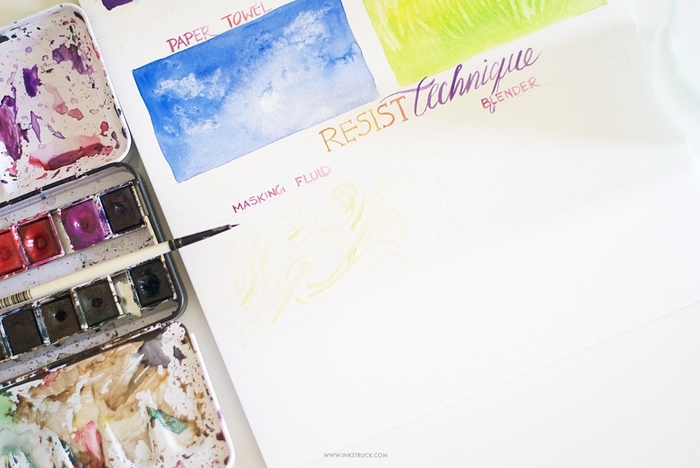 PAPER TOWEL
RESIST technique
BLENDER
MASKING FLUID
WWW.INKSTRUCK.COM